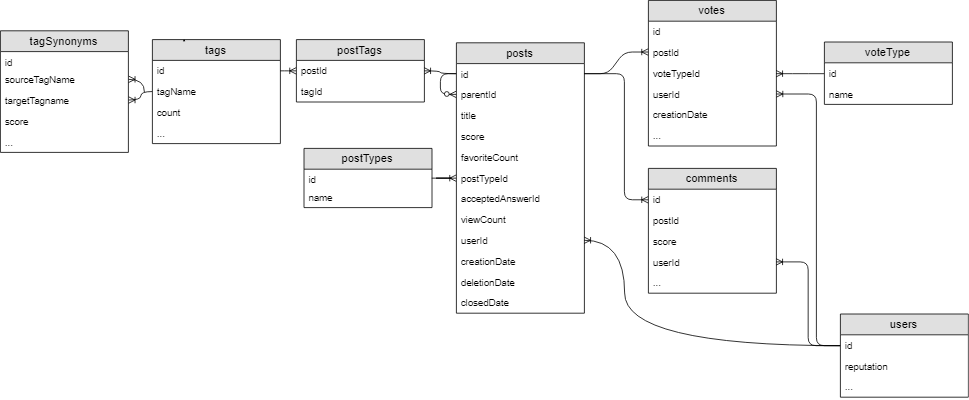 tagSynonyms
id
sourceTagName
targetTagname
score
...
tags
id
tagName
count
...
postTags
postId
tagId
postTypes
id
name
posts
id
parentId
title
score
favoriteCount
postTypeId
acceptedAnswerId
viewCount
userId
creationDate
deletionDate
closedDate
votes
id
postId
voteTypeId
userId
creationDate
...
voteType
id
name
comments
id
postId
score
userId
...
users
id
reputation
...